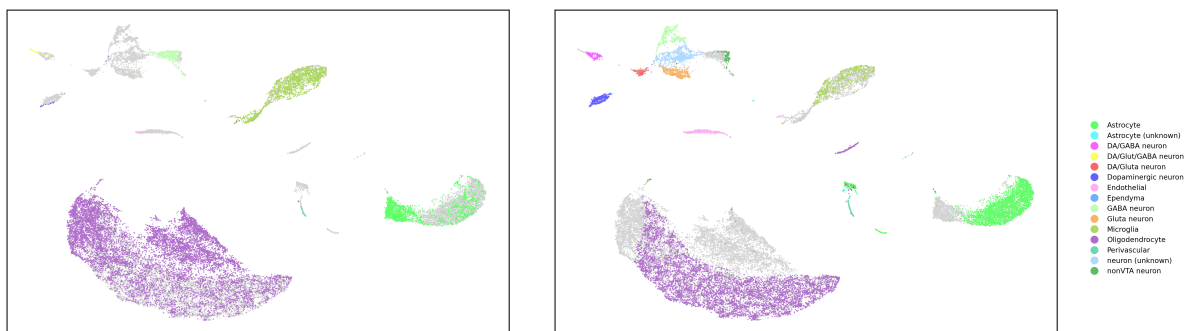 Astrocyte
Astrocyte (unknown)
DA/GABA neuron
DA/Glut/GABA neuron
DA/Gluta neuron
Dopaminergic neuron
Endothelial
Ependyma
GABA neuron
Gluta neuron
Microglia
Oligodendrocyte
Perivascular
neuron (unknown)
nonVTA neuron